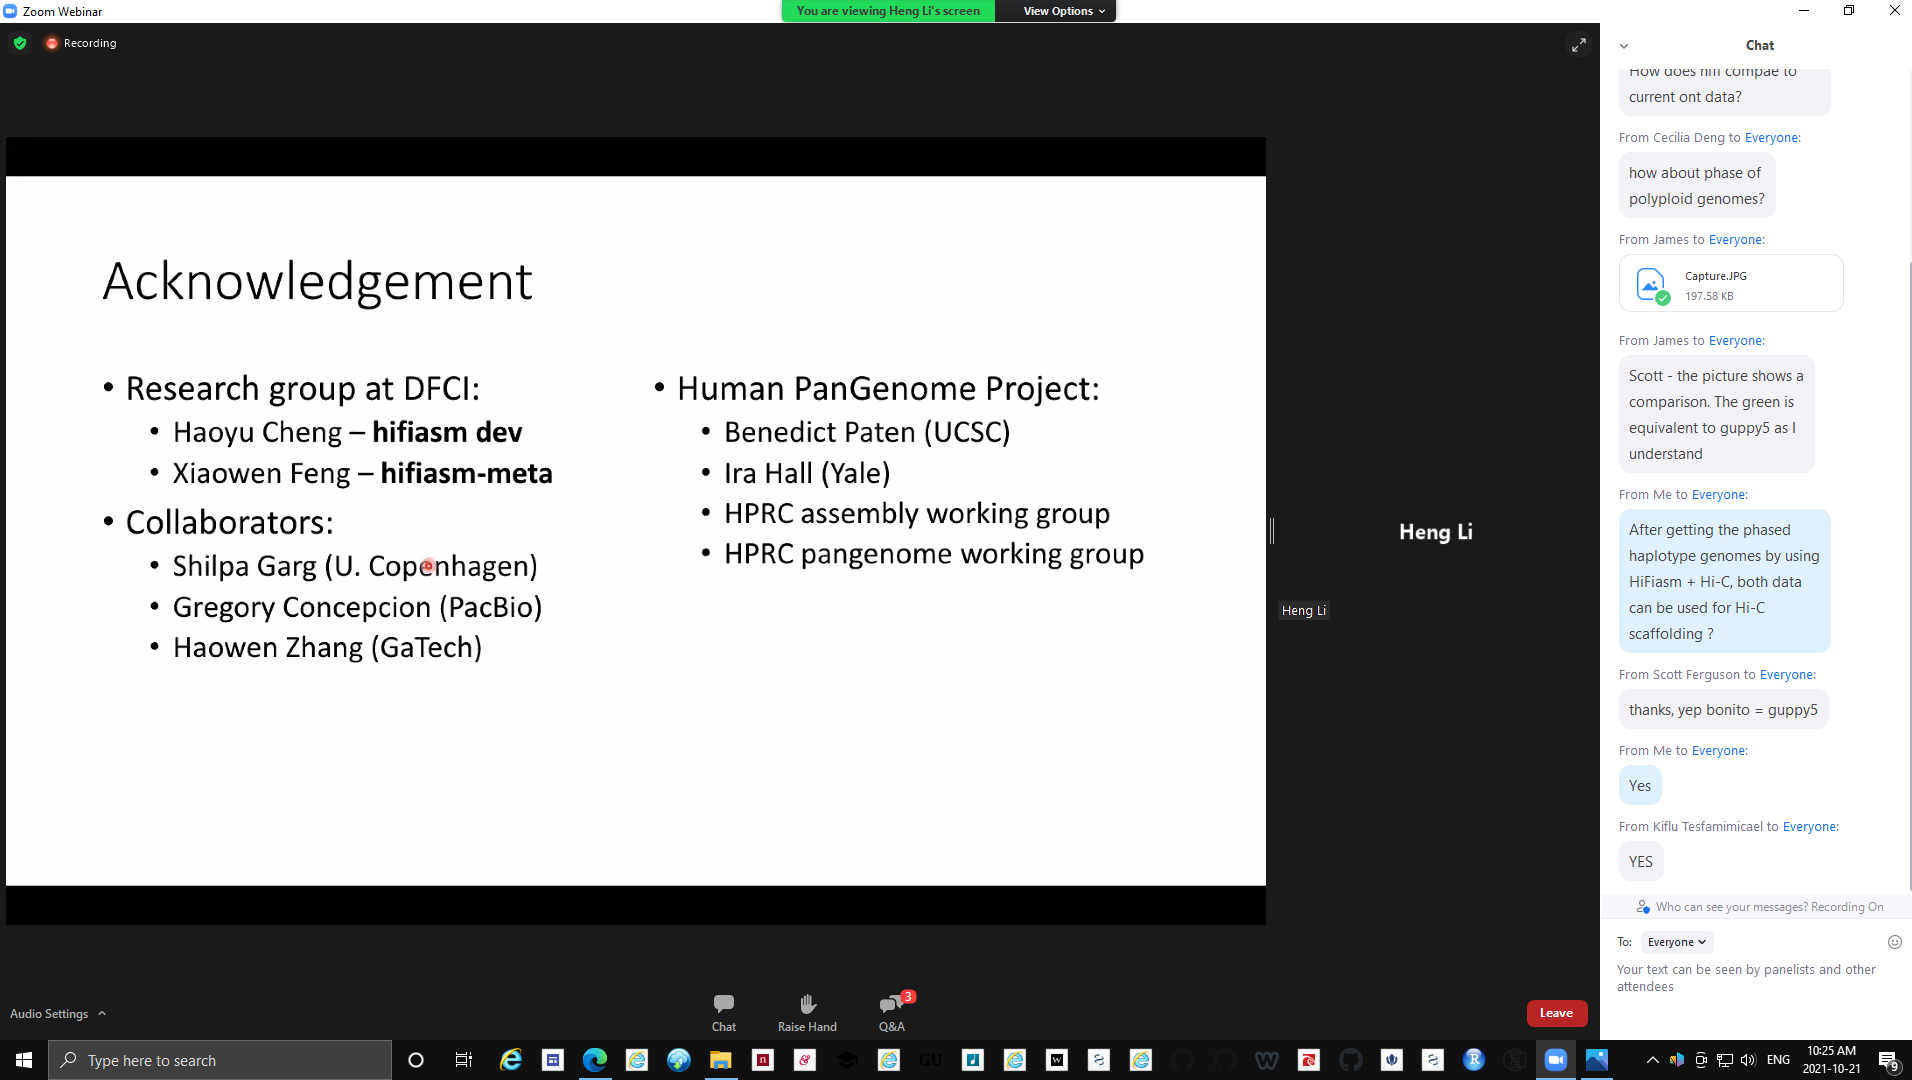 Zoom Webinar
You are viewing Heng Li's screen
View Options
Recording
Acknowledgement
• Research group at DFCI:
• Haoyu Cheng – hifiasm dev
• Xiaowen Feng – hifiasm-meta
• Collaborators:
• Shilpa Garg (U. Copenhagen)
• Gregory Concepcion (PacBio)
• Haowen Zhang (GaTech)
• Human PanGenome Project:
• Benedict Paten (UCSC)
• Ira Hall (Yale)
• HPRC assembly working group
• HPRC pangenome working group
Heng Li
Heng Li
Chat
How does hifi compae to
current ont data?
From Cecilia Deng to Everyone:
how about phase of
polyploid genomes?
From James to Everyone:
Capture.JPG
197.58 KB
From James to Everyone:
Scott - the picture shows a
comparison. The green is
equivalent to guppy5 as I
understand
From Me to Everyone:
After getting the phased
haplotype genomes by using
HiFiasm + Hi-C, both data
can be used for Hi-C
scaffolding ?
From Scott Ferguson to Everyone:
thanks, yep bonito = guppy5
From Me to Everyone:
Yes
From Kiflu Tesfamimicael to Everyone:
YES
Who can see your messages? Recording On
To: Everyone
Your text can be seen by panelists and other
attendees
Audio Settings
Chat
Raise Hand
3
Q&A
Leave
Type here to search
GU
W
R
ENG
10:25 AM
2021-10-21
9